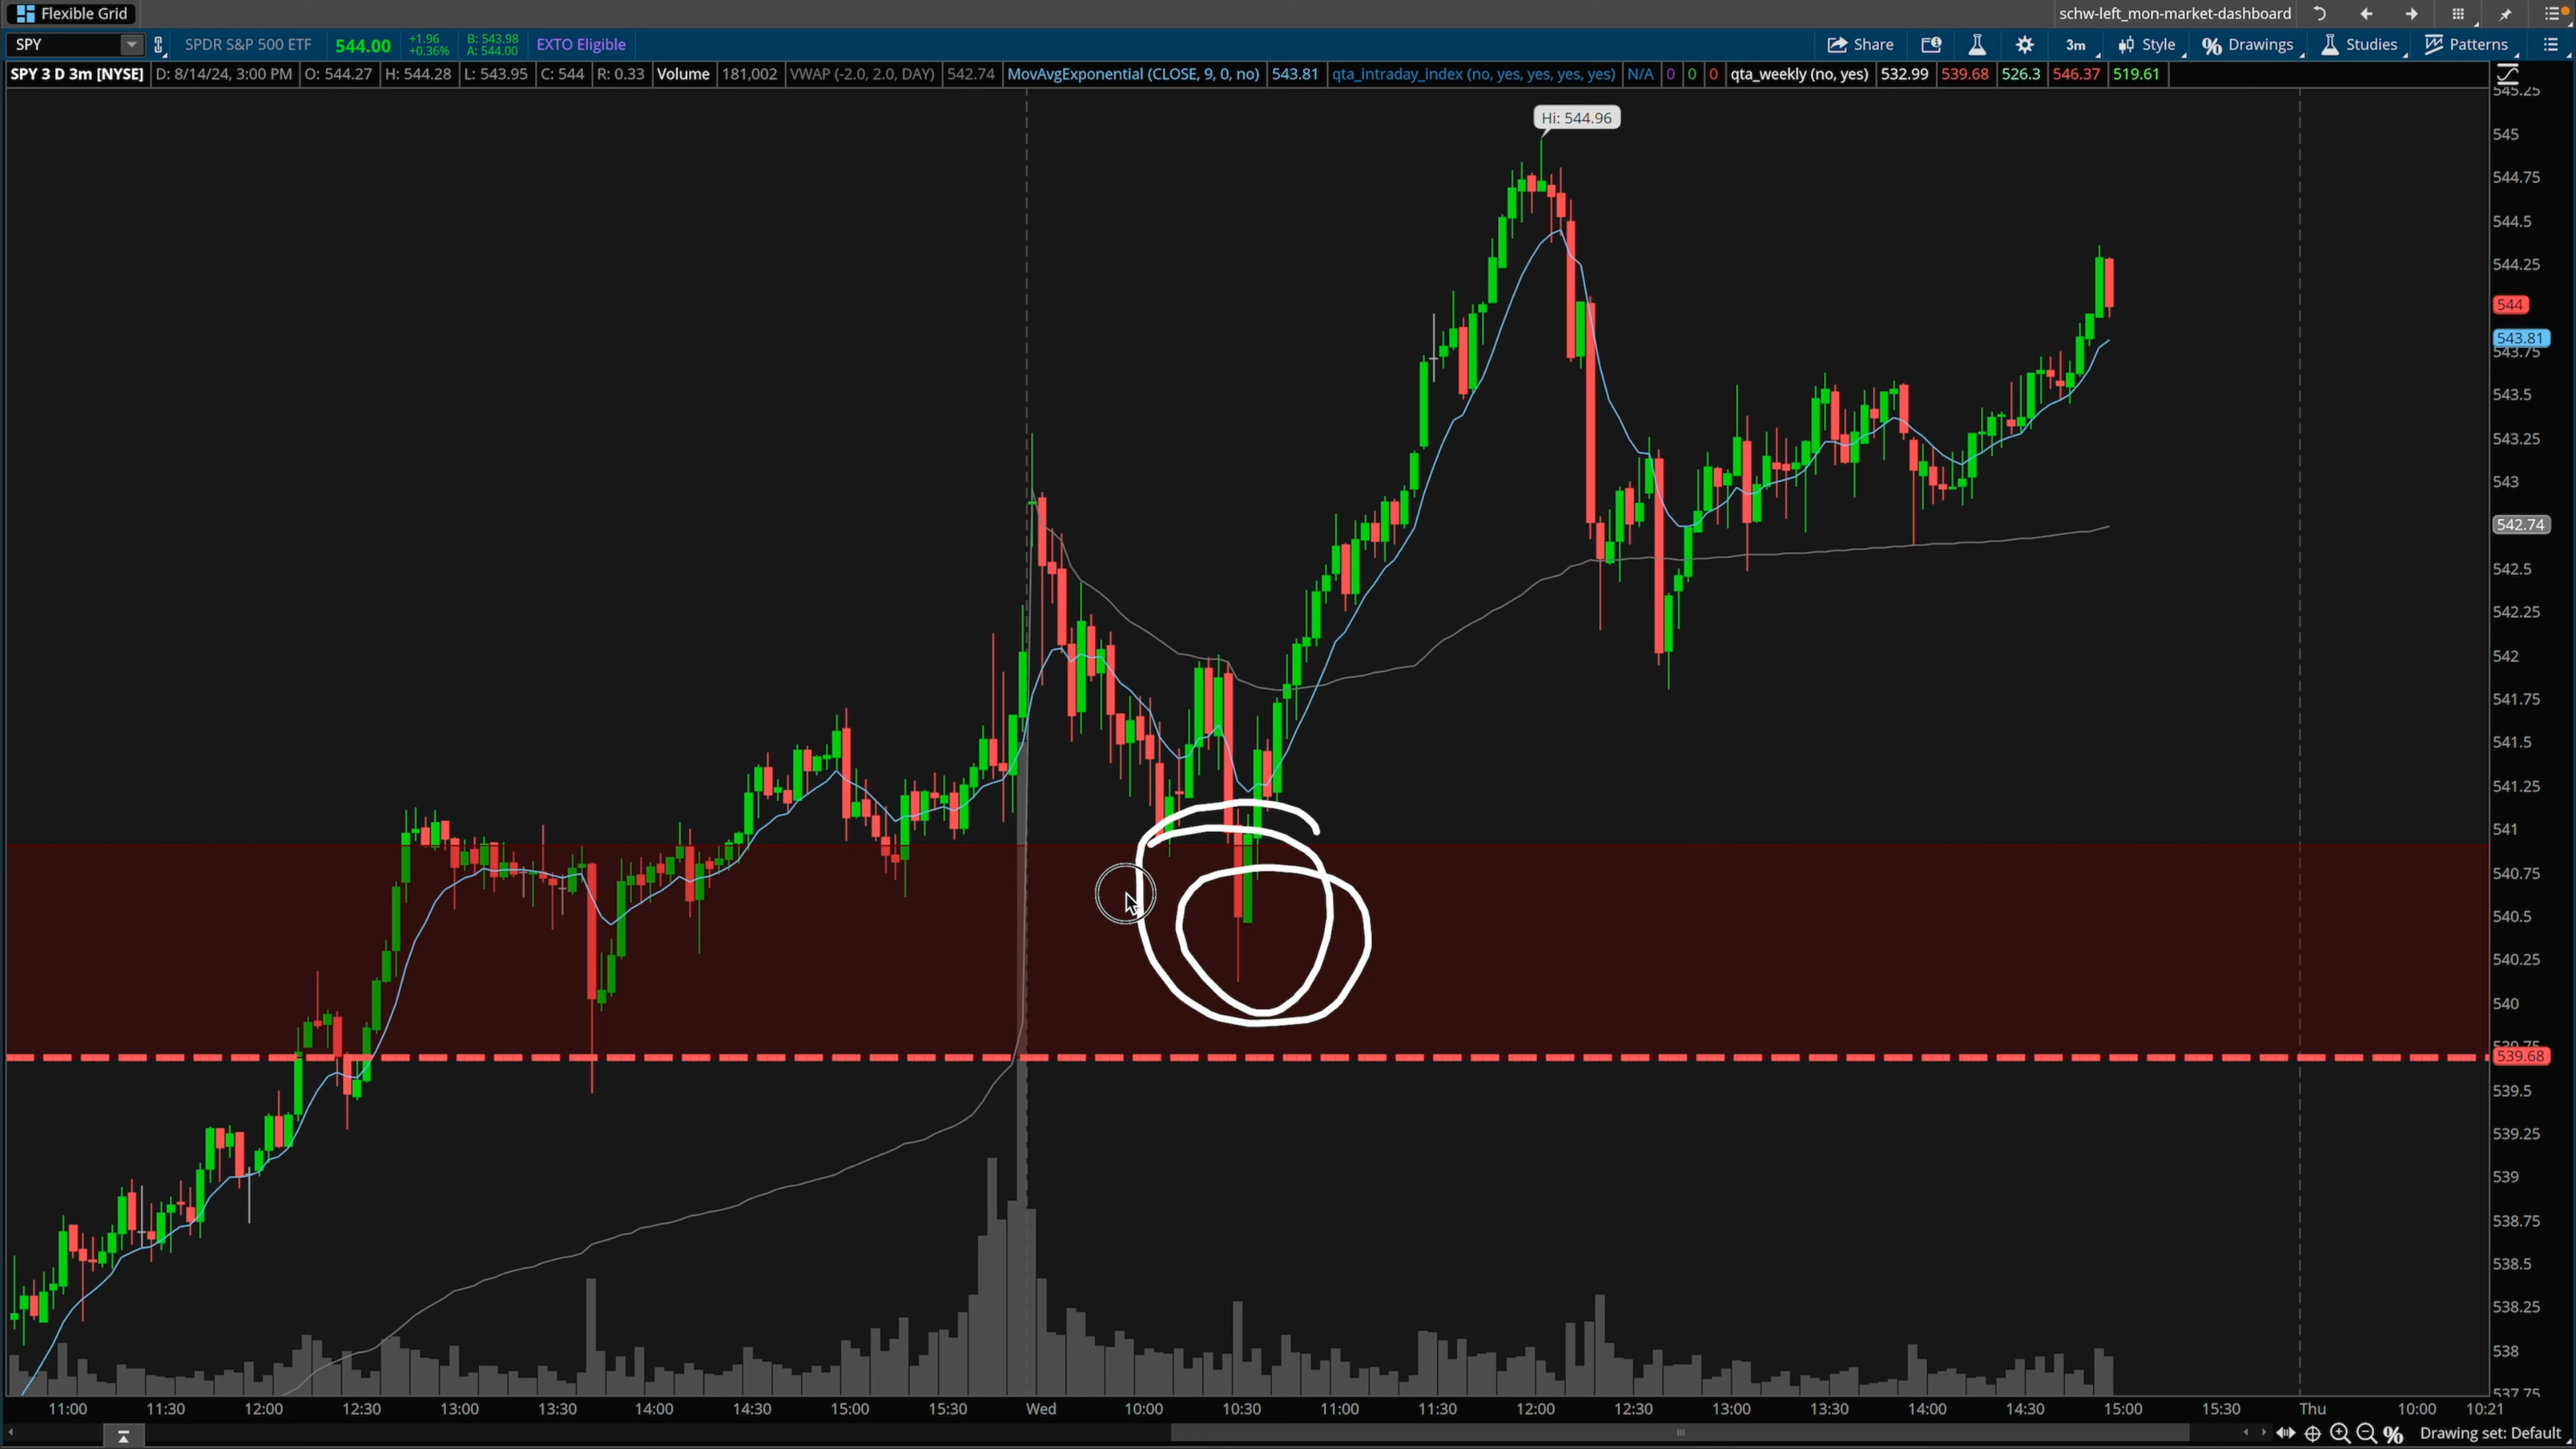 Flexible Grid
schw-left_mon-market-dashboard
SPY
SPDR S&P 500 ETF
544.00
+1.96
+0.36%
B: 543.98
A: 544.00
EXTO Eligible
Share
3m
Style
Drawings
Studies
Patterns
SPY 3 D 3m [NYSE] D: 8/14/24, 3:00 PM O: 544.27 H: 544.28 L: 543.95 C: 544 R: 0.33 Volume 181,002 VWAP (-2.0, 2.0, DAY) 542.74 MovAvgExponential (CLOSE, 9, 0, no) 543.81 qta_intraday_index (no, yes, yes, yes, yes) N/A 0 0 0 qta_weekly (no, yes) 532.99 539.68 526.3 546.37 519.61
545.25
Hi: 544.96
545
544.75
544.5
544.25
544
543.81
543.75
543.5
543.25
543
542.74
542.5
542.25
542
541.75
541.5
541.25
541
540.75
540.5
540.25
540
539.75
539.68
539.5
539.25
539
538.75
538.5
538.25
538
537.75
11:00 11:30 12:00 12:30 13:00 13:30 14:00 14:30 15:00 15:30 Wed 10:00 10:30 11:00 11:30 12:00 12:30 13:00 13:30 14:00 14:30 15:00 15:30 Thu 10:00 10:21
Drawing set: Default